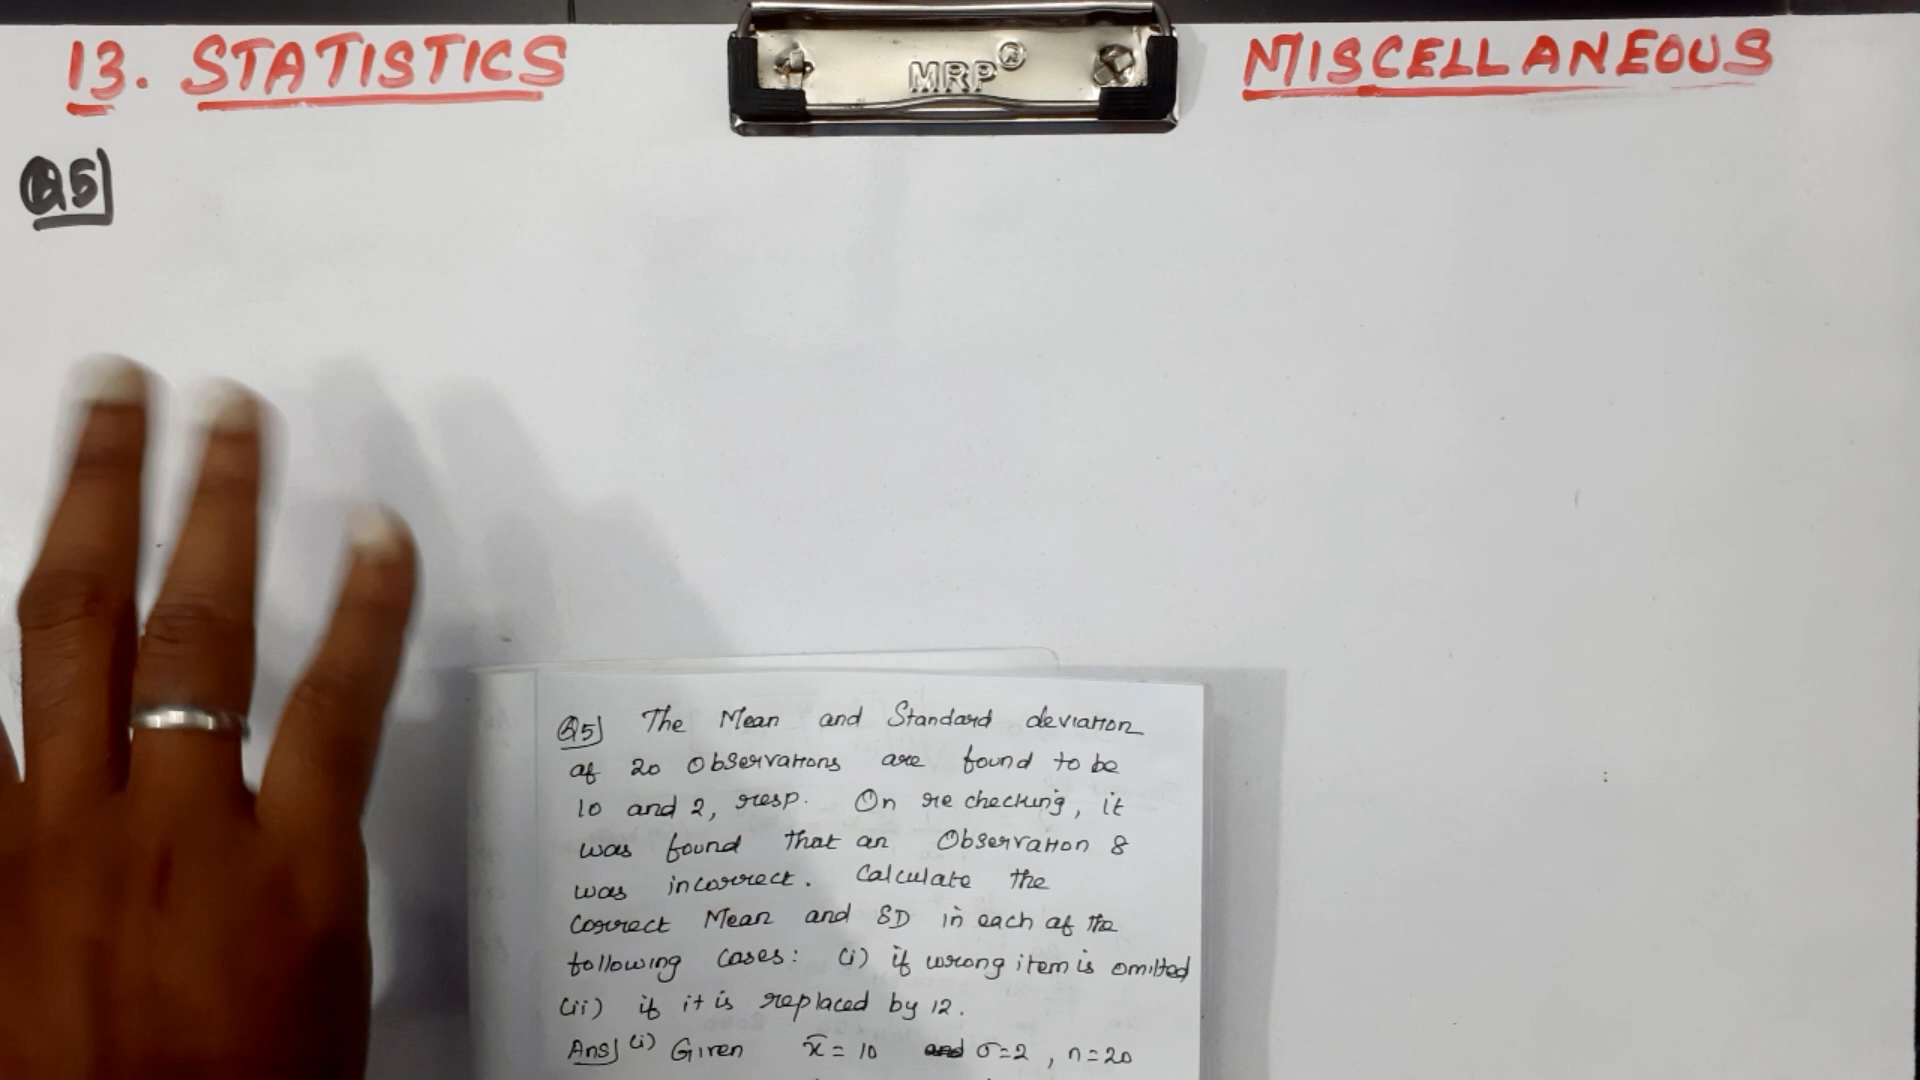 13. STATISTICS
MRP®
MISCELLANEOUS
Q5]
Q5] The Mean and Standard deviation
of 20 observations are found to be
10 and 2, resp. On re checking, it
was found that an Observation 8
was incorrect. Calculate the
correct Mean and SD in each of the
following cases: (i) if wrong item is omitted
(ii) if it is replaced by 12.
Ans] (i) Given x̄ = 10 and σ=2, n=20